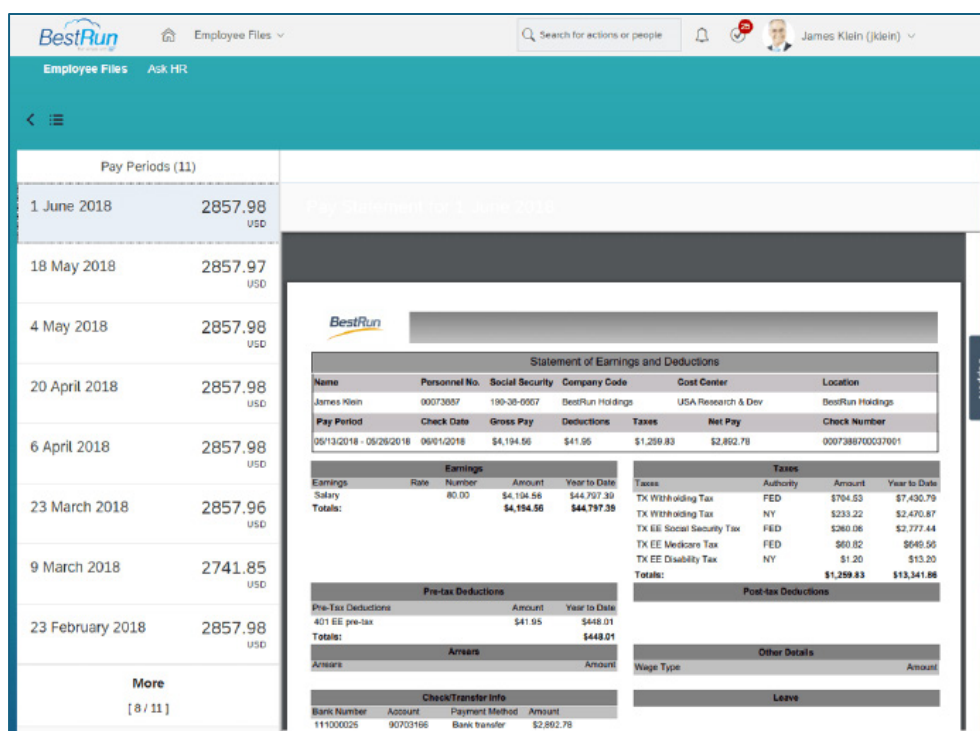 BestRun
Employee Files
Search for actions or people
25
James Klein (jklein)
Employee Files Ask HR
Pay Periods (11)
1 June 2018 2857.98
USD
18 May 2018 2857.97
USD
4 May 2018 2857.98
USD
20 April 2018 2857.98
USD
6 April 2018 2857.98
USD
23 March 2018 2857.96
USD
9 March 2018 2741.85
USD
23 February 2018 2857.98
USD
More
[ 8 / 11 ]
Pay Statement for 1 June 2018
BestRun
Statement of Earnings and Deductions
Name Personnel No. Social Security Company Code Cost Center Location
James Klein 00073887 190-38-6667 BestRun Holdings USA Research & Dev BestRun Holdings
Pay Period Check Date Gross Pay Deductions Taxes Net Pay Check Number
05/13/2018 - 05/26/2018 06/01/2018 $4,194.56 $41.95 $1,259.83 $2,892.78 0007388700037001
Earnings
Earnings Rate Number Amount Year to Date
Salary 80.00 $4,194.56 $44,797.39
Totals: $4,194.56 $44,797.39
Taxes
Taxes Authority Amount Year to Date
TX Withholding Tax FED $704.53 $7,430.79
TX Withholding Tax NY $233.22 $2,470.87
TX EE Social Security Tax FED $260.06 $2,777.44
TX EE Medicare Tax FED $60.82 $649.56
TX EE Disability Tax NY $1.20 $13.20
Totals: $1,259.83 $13,341.86
Pre-tax Deductions
Pre-Tax Deductions Amount Year to Date
401 EE pre-tax $41.95 $448.01
Totals: $448.01
Post-tax Deductions
Arrears
Arrears Amount
Other Details
Wage Type Amount
Check/Transfer Info
Bank Number Account Payment Method Amount
111000025 90703166 Bank transfer $2,892.78
Leave